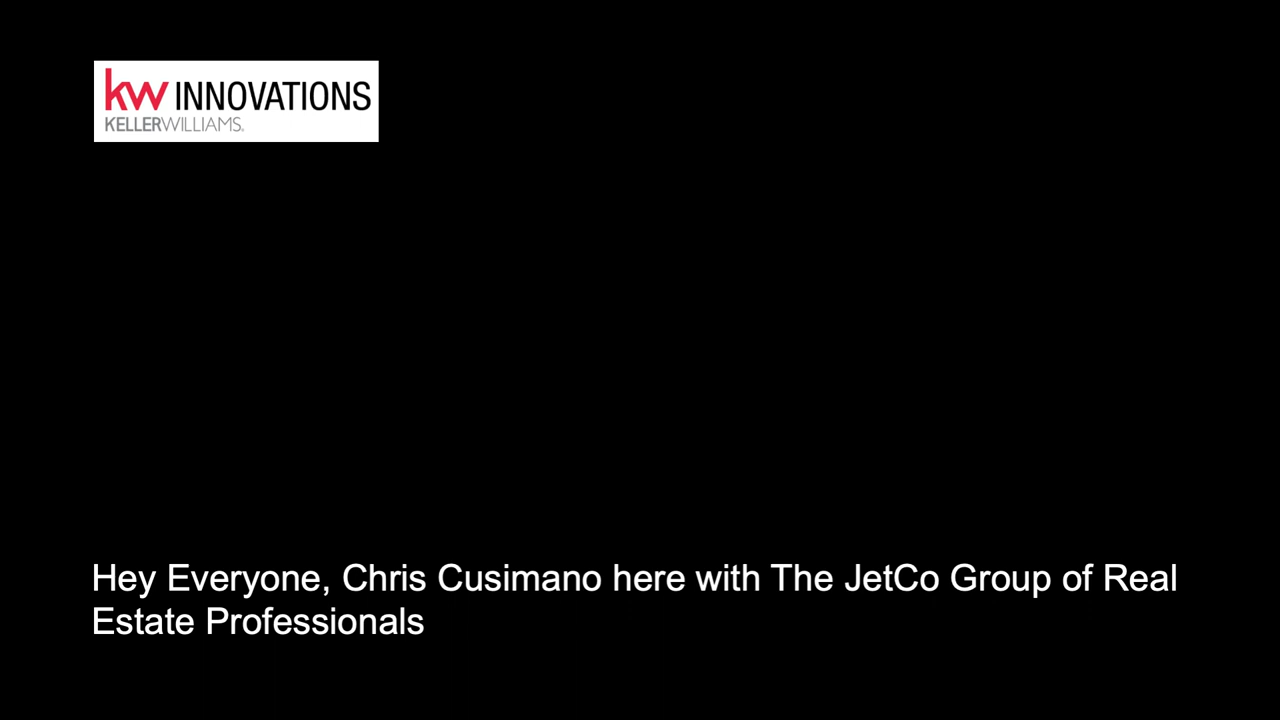 kw INNOVATIONS
KELLERWILLIAMS.
Hey Everyone, Chris Cusimano here with The JetCo Group of Real
Estate Professionals